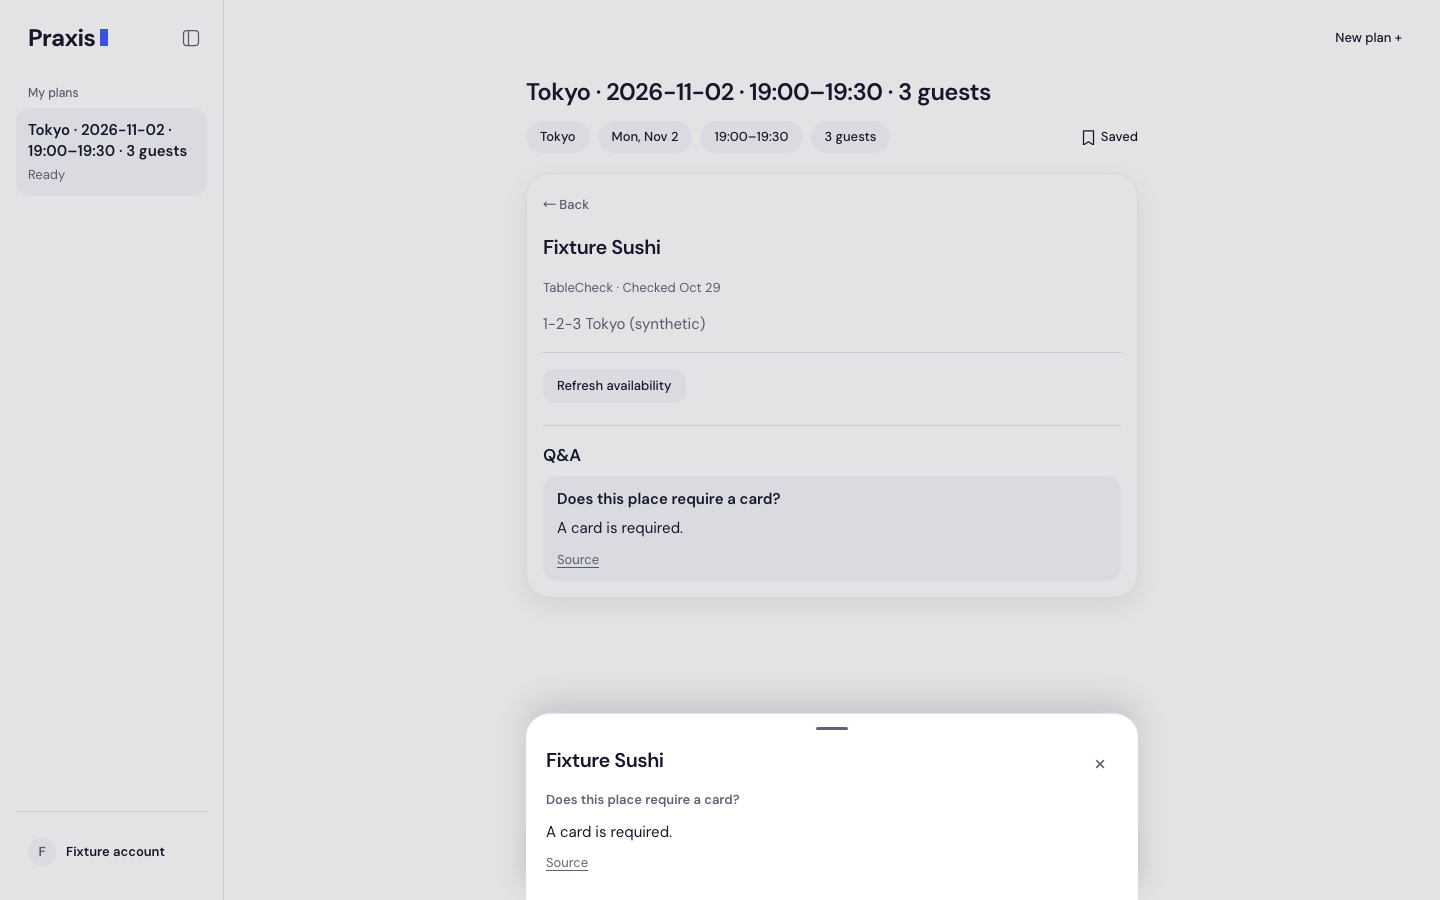 Praxis
New plan +
My plans
Tokyo · 2026-11-02 ·
19:00–19:30 · 3 guests
Ready
Tokyo · 2026-11-02 · 19:00–19:30 · 3 guests
Tokyo
Mon, Nov 2
19:00–19:30
3 guests
Saved
← Back
Fixture Sushi
TableCheck · Checked Oct 29
1-2-3 Tokyo (synthetic)
Refresh availability
Q&A
Does this place require a card?
A card is required.
Source
Fixture Sushi
×
Does this place require a card?
A card is required.
Source
F
Fixture account